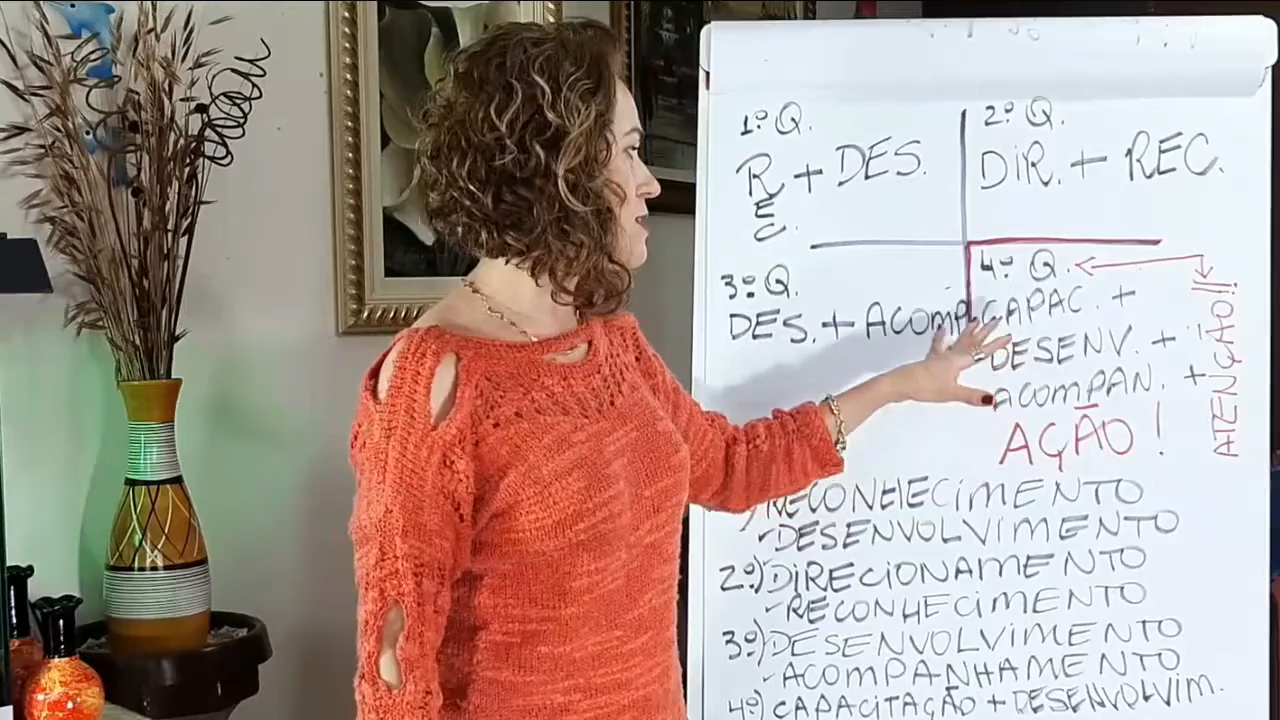 1º Q.
REC. + DES.
2º Q.
DIR. + REC.
3º Q.
DES. + ACOMP
4º Q.
CAPAC. +
DESENV. +
ACOMPAN. +
AÇÃO!
ATENÇÃO!!
RECONHECIMENTO
- DESENVOLVIMENTO
2º) DIRECIONAMENTO
- RECONHECIMENTO
3º) DESENVOLVIMENTO
- ACOMPANHAMENTO
4º) CAPACITAÇÃO + DESENVOLVIM.